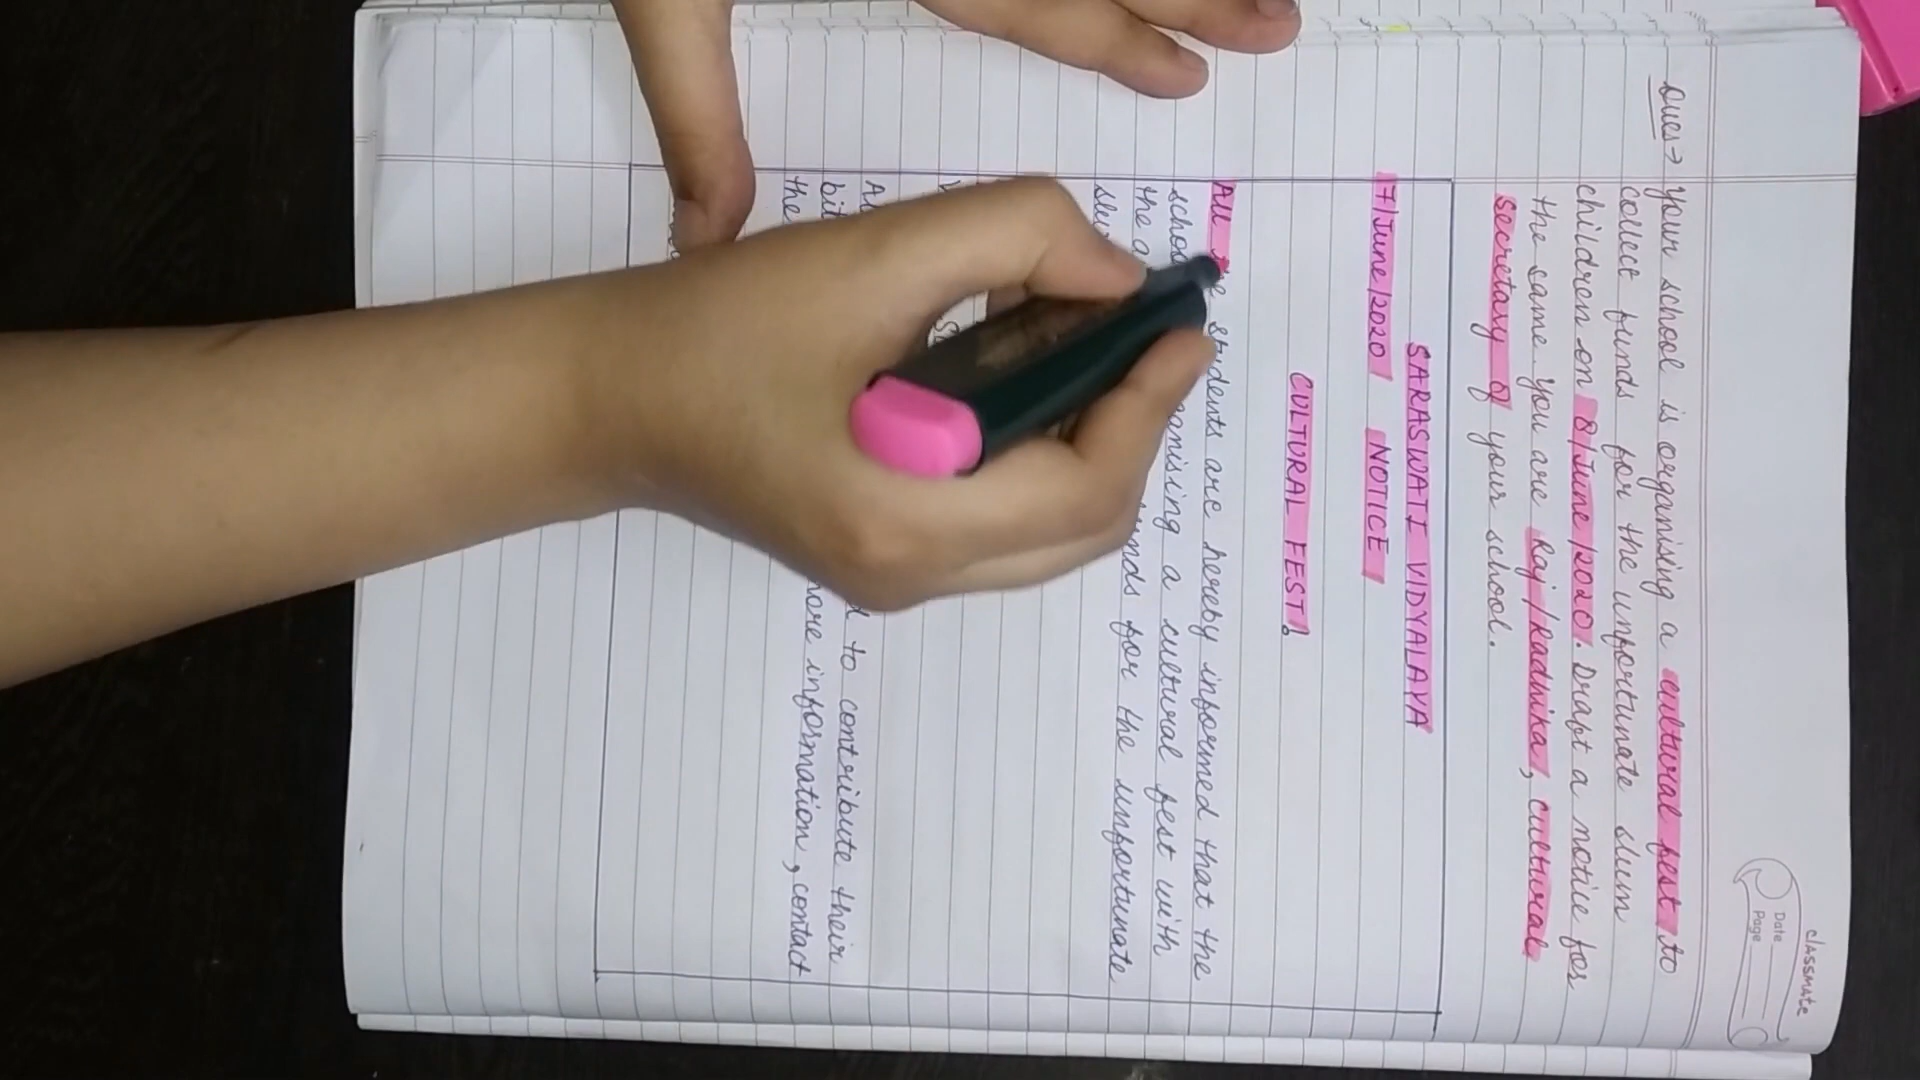 classmate
Date
Page
Ques → Your school is organising a cultural fest to
collect funds for the unfortunate slum
children on 8/June/2020. Draft a notice for
the same. You are Raj/Radhika, cultural
secretary of your school.
SARASWATI VIDYALAYA
7/June/2020 NOTICE
CULTURAL FEST!
All students are hereby informed that the
organising a cultural fest with
the funds for the unfortunate
to contribute their
the more information, contact